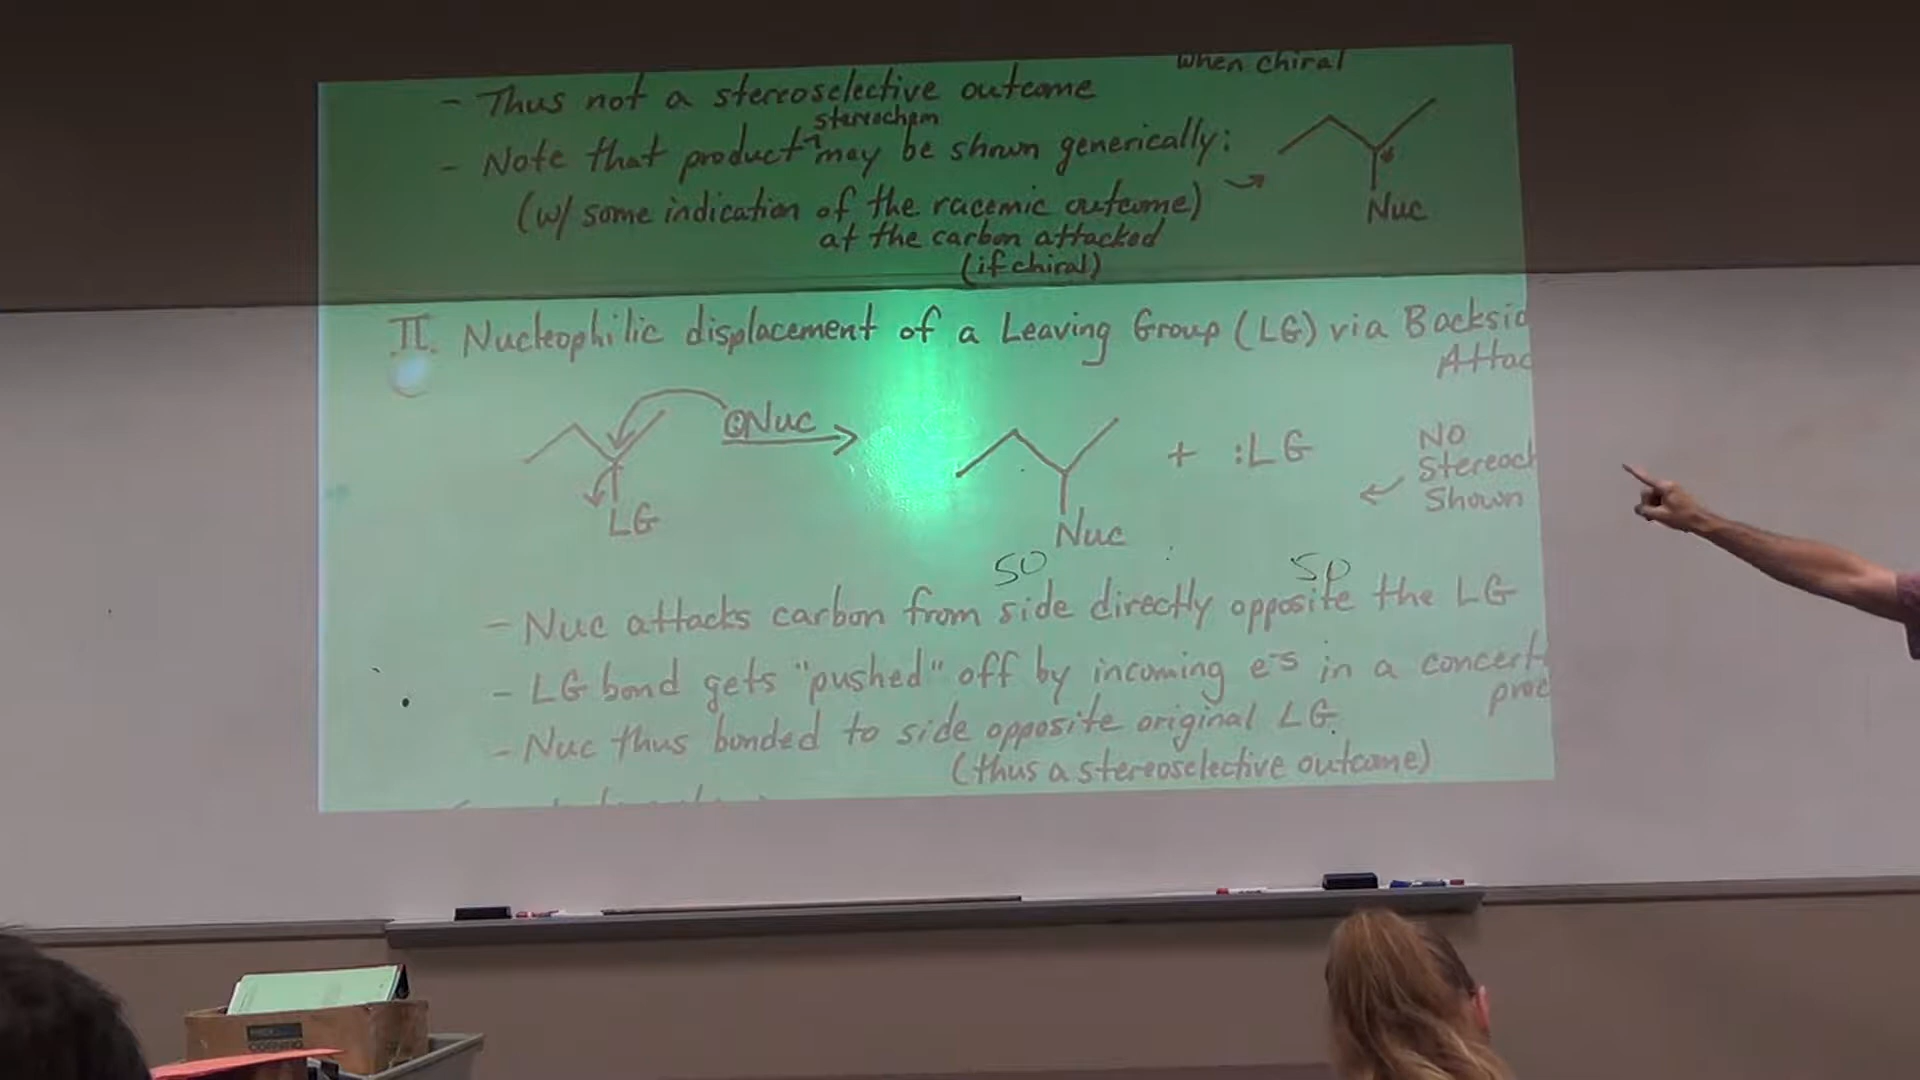 when chiral
- Thus not a stereoselective outcome
stereochem
- Note that product may be shown generically:
(w/ some indication of the racemic outcome)
at the carbon attacked
(if chiral)
Nuc
II. Nucleophilic displacement of a Leaving Group (LG) via Backsid
Attac
Nuc
LG
+ :LG
Nuc
NO
Stereoch
Shown
so
sp
- Nuc attacks carbon from side directly opposite the LG
- LG bond gets "pushed" off by incoming e-s in a concert
proc
- Nuc thus bonded to side opposite original LG.
(thus a stereoselective outcome)